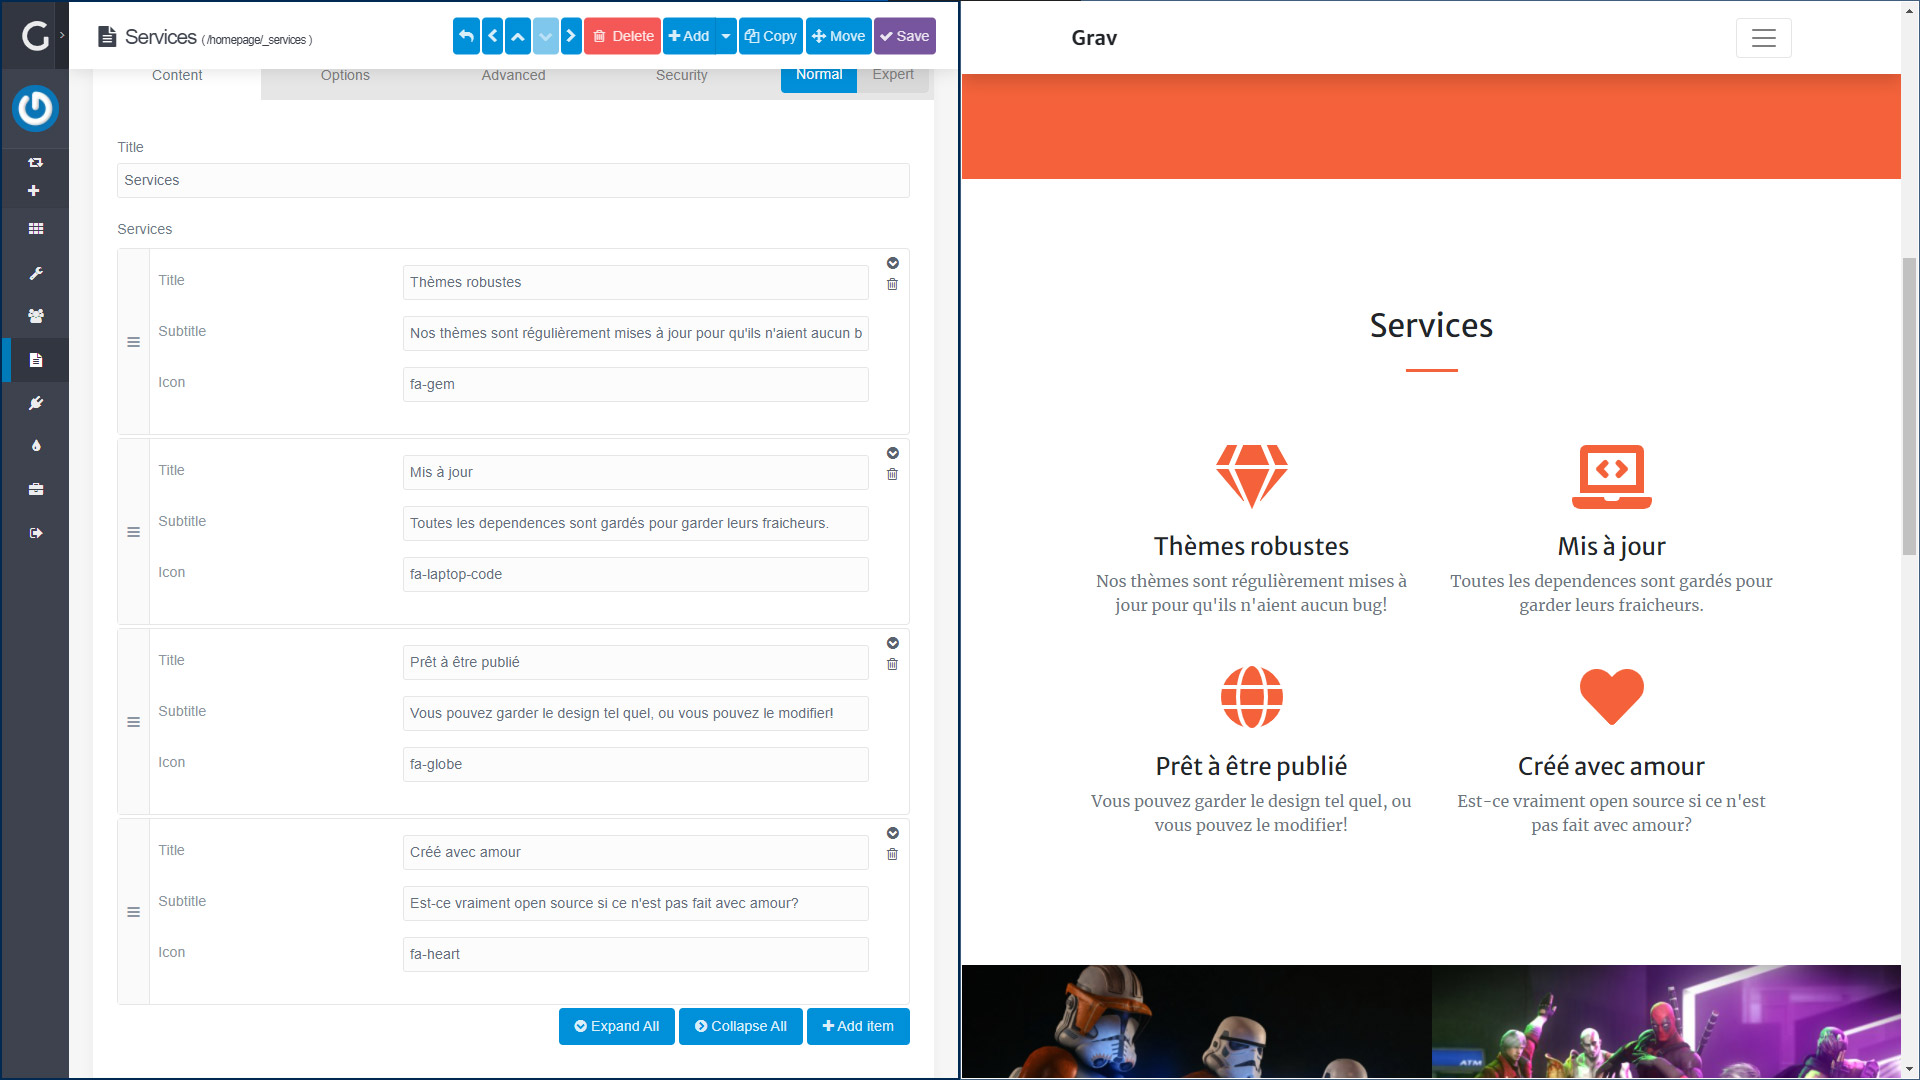 Services ( /homepage/_services )
Delete
Add
Copy
Move
Save
Content
Options
Advanced
Security
Normal
Expert
Title
Services
Services
Title
Thèmes robustes
Subtitle
Nos thèmes sont régulièrement mises à jour pour qu'ils n'aient aucun b
Icon
fa-gem
Title
Mis à jour
Subtitle
Toutes les dependences sont gardés pour garder leurs fraicheurs.
Icon
fa-laptop-code
Title
Prêt à être publié
Subtitle
Vous pouvez garder le design tel quel, ou vous pouvez le modifier!
Icon
fa-globe
Title
Créé avec amour
Subtitle
Est-ce vraiment open source si ce n'est pas fait avec amour?
Icon
fa-heart
Expand All
Collapse All
Add item
Grav
Services
Thèmes robustes
Nos thèmes sont régulièrement mises à
jour pour qu'ils n'aient aucun bug!
Mis à jour
Toutes les dependences sont gardés pour
garder leurs fraicheurs.
Prêt à être publié
Vous pouvez garder le design tel quel, ou
vous pouvez le modifier!
Créé avec amour
Est-ce vraiment open source si ce n'est
pas fait avec amour?
ATM